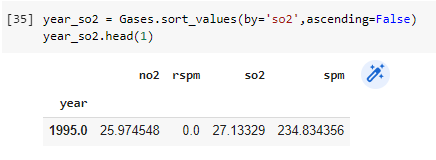 [35] year_so2 = Gases.sort_values(by='so2',ascending=False)
year_so2.head(1)
no2 rspm so2 spm
year
1995.0 25.974548 0.0 27.13329 234.834356